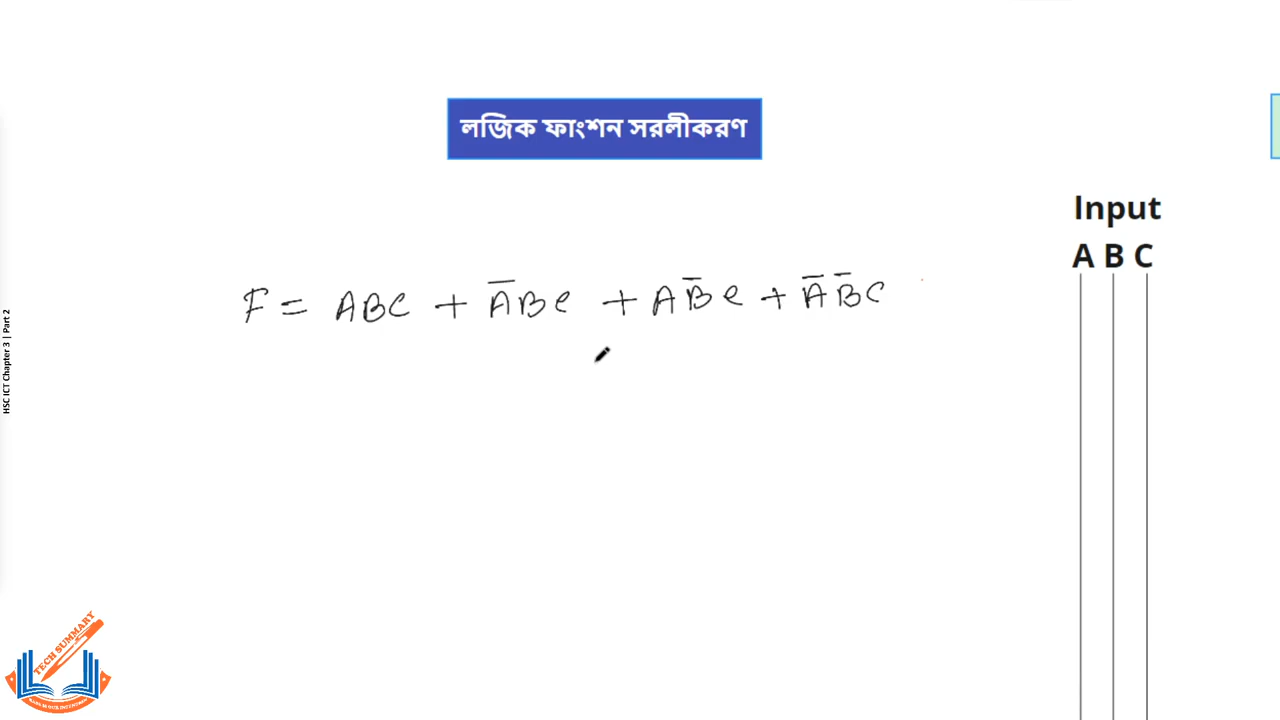 লজিক ফাংশন সরলীকরণ
Input
A B C
F = ABC + A̅BC + AB̅C + A̅B̅C
HSC ICT Chapter 3 | Part 2
TECH SUMMARY